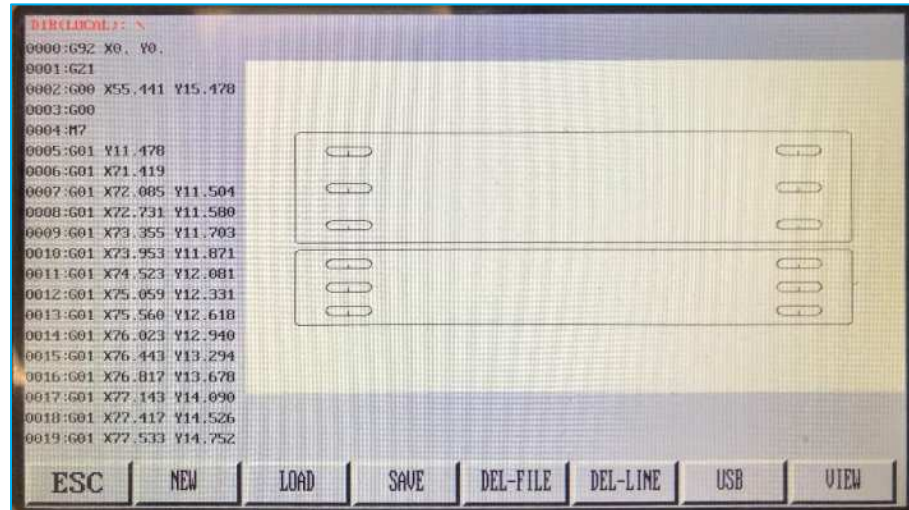 DIR(LOCAL): \
0000:G92 X0. Y0.
0001:G21
0002:G00 X55.441 Y15.478
0003:G00
0004:M7
0005:G01 Y11.478
0006:G01 X71.419
0007:G01 X72.085 Y11.504
0008:G01 X72.731 Y11.580
0009:G01 X73.355 Y11.703
0010:G01 X73.953 Y11.871
0011:G01 X74.523 Y12.081
0012:G01 X75.059 Y12.331
0013:G01 X75.560 Y12.618
0014:G01 X76.023 Y12.940
0015:G01 X76.443 Y13.294
0016:G01 X76.817 Y13.678
0017:G01 X77.143 Y14.090
0018:G01 X77.417 Y14.526
0019:G01 X77.533 Y14.752
ESC NEW LOAD SAVE DEL-FILE DEL-LINE USB VIEW